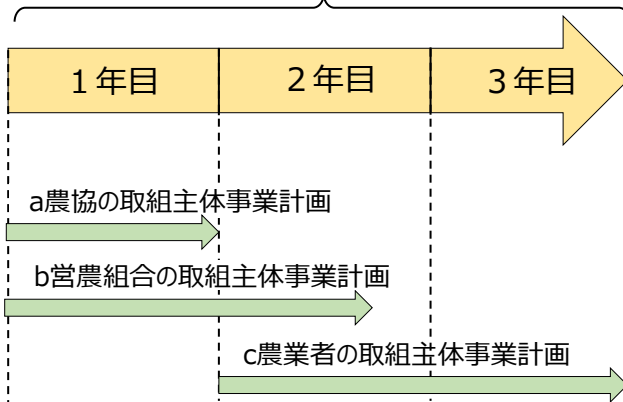 １年目
２年目
３年目
a農協の取組主体事業計画
b営農組合の取組主体事業計画
c農業者の取組主体事業計画